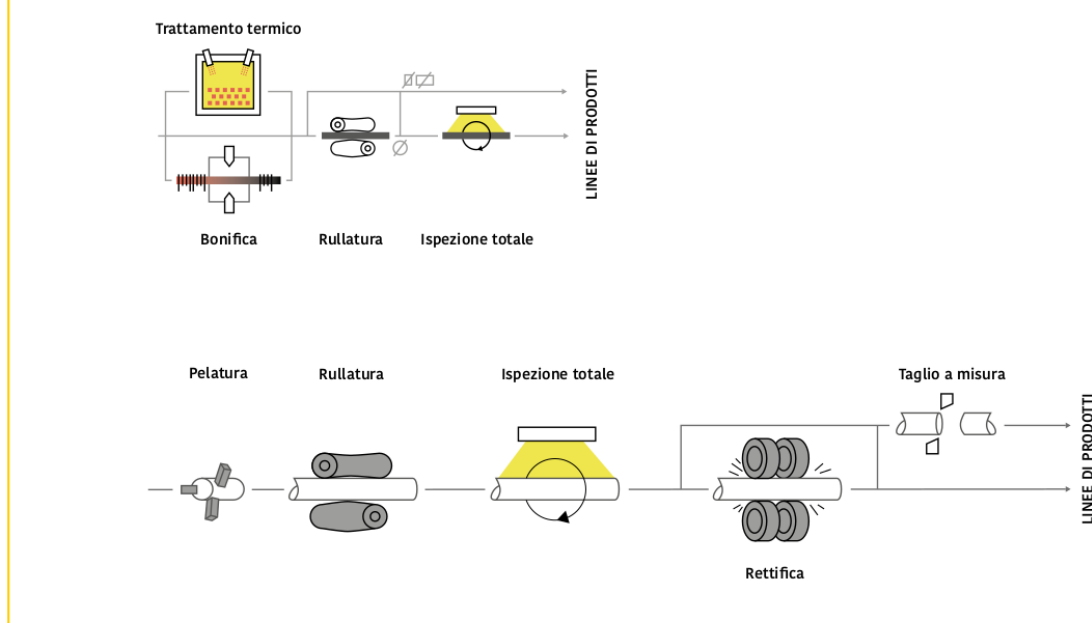 Trattamento termico
LINEE DI PRODOTTI
Bonifica
Rullatura
Ispezione totale
Pelatura
Rullatura
Ispezione totale
Taglio a misura
LINEE DI PRODOTTI
Rettifica